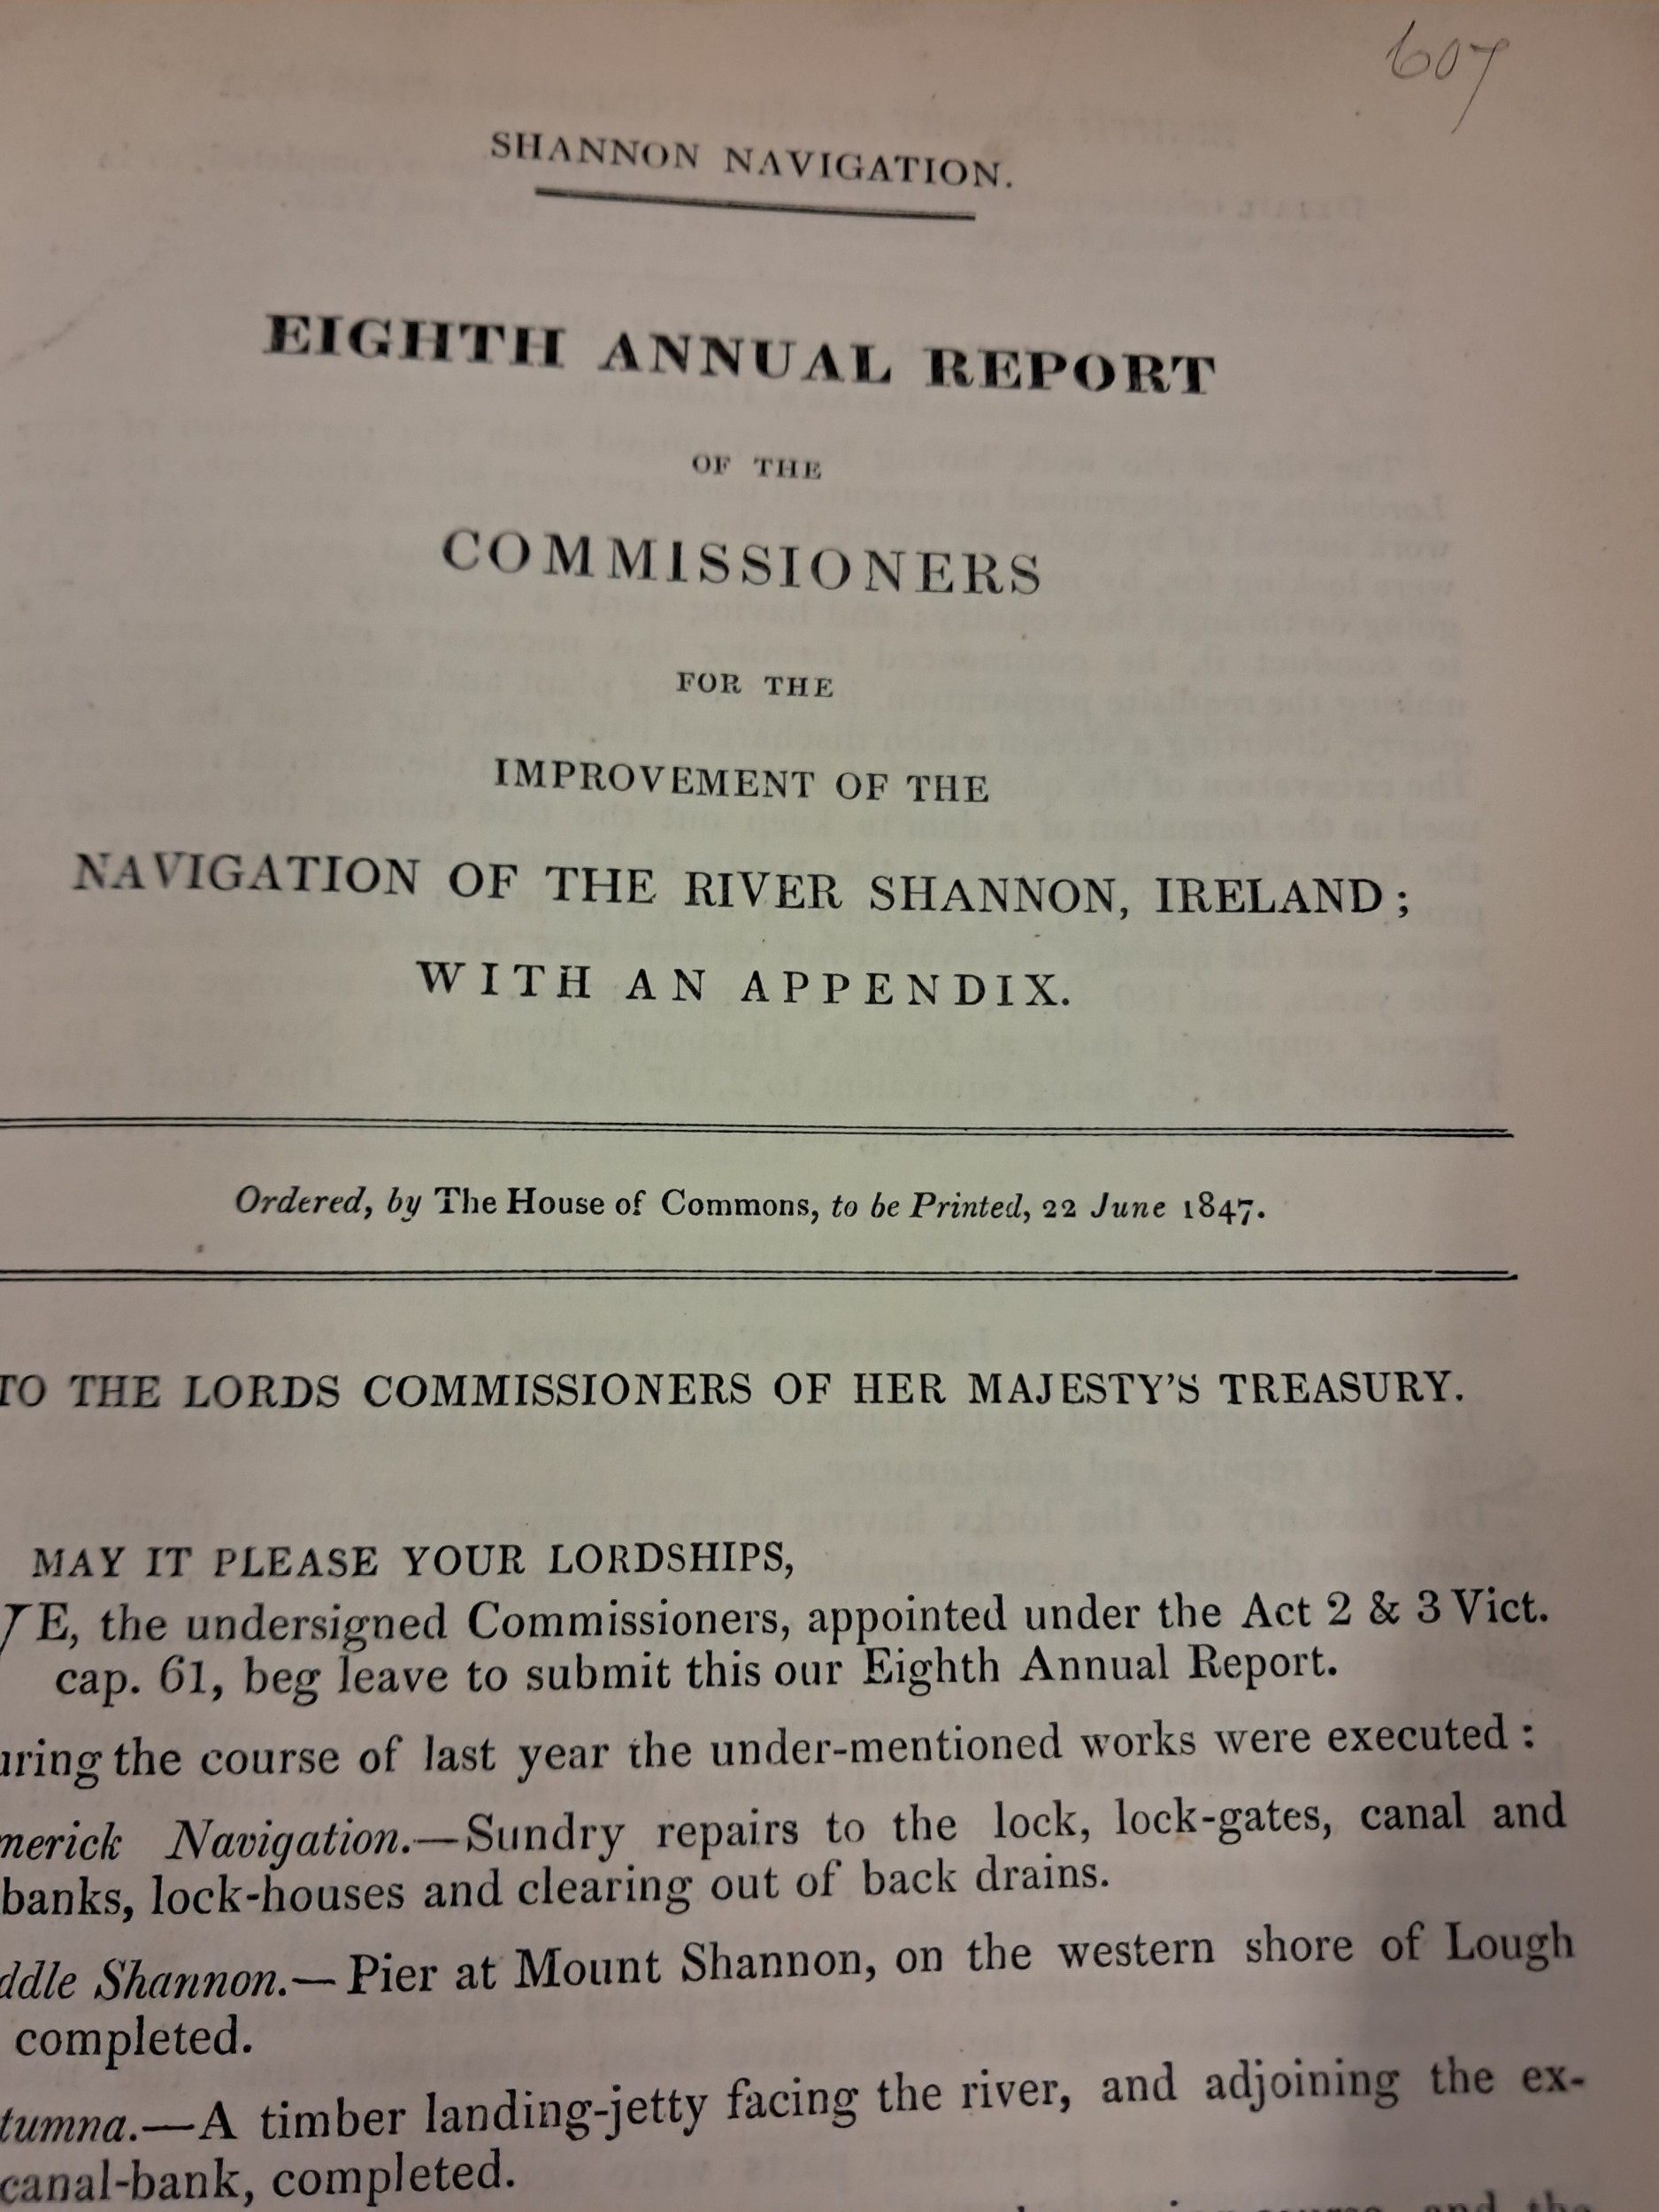 607
SHANNON NAVIGATION.
EIGHTH ANNUAL REPORT
OF THE
COMMISSIONERS
FOR THE
IMPROVEMENT OF THE
NAVIGATION OF THE RIVER SHANNON, IRELAND;
WITH AN APPENDIX.
Ordered, by The House of Commons, to be Printed, 22 June 1847.
TO THE LORDS COMMISSIONERS OF HER MAJESTY'S TREASURY.
MAY IT PLEASE YOUR LORDSHIPS,
WE, the undersigned Commissioners, appointed under the Act 2 & 3 Vict.
cap. 61, beg leave to submit this our Eighth Annual Report.
uring the course of last year the under-mentioned works were executed :
merick Navigation.—Sundry repairs to the lock, lock-gates, canal and
banks, lock-houses and clearing out of back drains.
ddle Shannon.—Pier at Mount Shannon, on the western shore of Lough
completed.
tumna.—A timber landing-jetty facing the river, and adjoining the ex-
canal-bank, completed.
and the